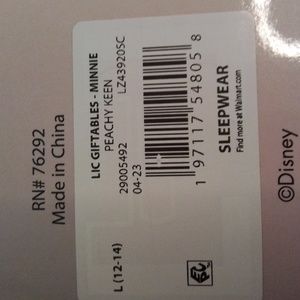 RN# 76292
Made in China
LIC GIFTABLES - MINNIE
PEACHY KEEN
LZ43920SC
29005492
04-23
1 97117 54805 8
SLEEPWEAR
Find more at Walmart.com
L (12-14)
©Disney